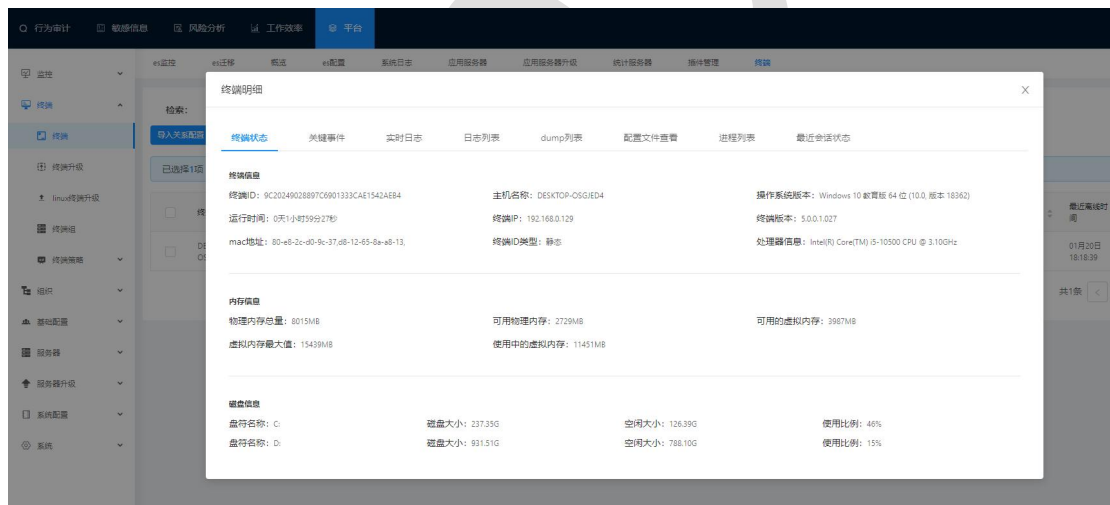 行为审计 敏感信息 风险分析 工作效率 平台
es监控 es迁移 概览 es配置 系统日志 应用服务器 应用服务器升级 统计服务器 插件管理 终端
监控
终端
终端
终端升级
linux终端升级
终端组
终端策略
组织
基础配置
服务器
服务器升级
系统配置
系统
检索:
导入关系配置
已选择1项
终
DE
OS
最近离线时
间
01月20日
18:18:39
共1条 <
终端明细 X
终端状态 关键事件 实时日志 日志列表 dump列表 配置文件查看 进程列表 最近会话状态
终端信息
终端ID: 9C20249028897C6901333CAE1542AEB4 主机名称: DESKTOP-OSGJED4 操作系统版本: Windows 10 教育版 64 位 (10.0, 版本 18362)
运行时间: 0天1小时59分27秒 终端IP: 192.168.0.129 终端版本: 5.0.0.1.027
mac地址: 80-e8-2c-d0-9c-37,d8-12-65-8a-a8-13, 终端ID类型: 静态 处理器信息: Intel(R) Core(TM) i5-10500 CPU @ 3.10GHz
内存信息
物理内存总量: 8015MB 可用物理内存: 2729MB 可用的虚拟内存: 3987MB
虚拟内存最大值: 15439MB 使用中的虚拟内存: 11451MB
磁盘信息
盘符名称: C: 磁盘大小: 237.35G 空闲大小: 126.39G 使用比例: 46%
盘符名称: D: 磁盘大小: 931.51G 空闲大小: 788.10G 使用比例: 15%